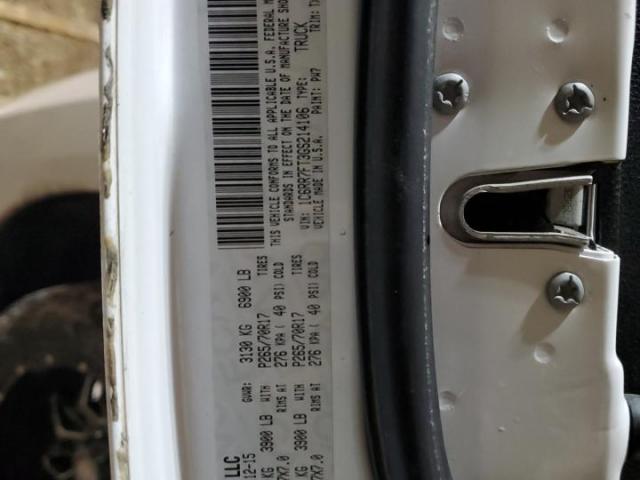 LLC
12-15 GVWR: 3130 KG 6900 LB
KG 3900 LB WITH P265/70R17 TIRES
7X7.0 RIMS AT 276 KPA ( 40 PSI) COLD
KG 3900 LB WITH P265/70R17 TIRES
7X7.0 RIMS AT 276 KPA ( 40 PSI) COLD
THIS VEHICLE CONFORMS TO ALL APPLICABLE U.S.A. FEDERAL
STANDARDS IN EFFECT ON THE DATE OF MANUFACTURE
VIN: 1C6RR7FT3GS214106 TYPE: TRUCK
VEHICLE MADE IN U.S.A. PAINT: PW7 TRIM: